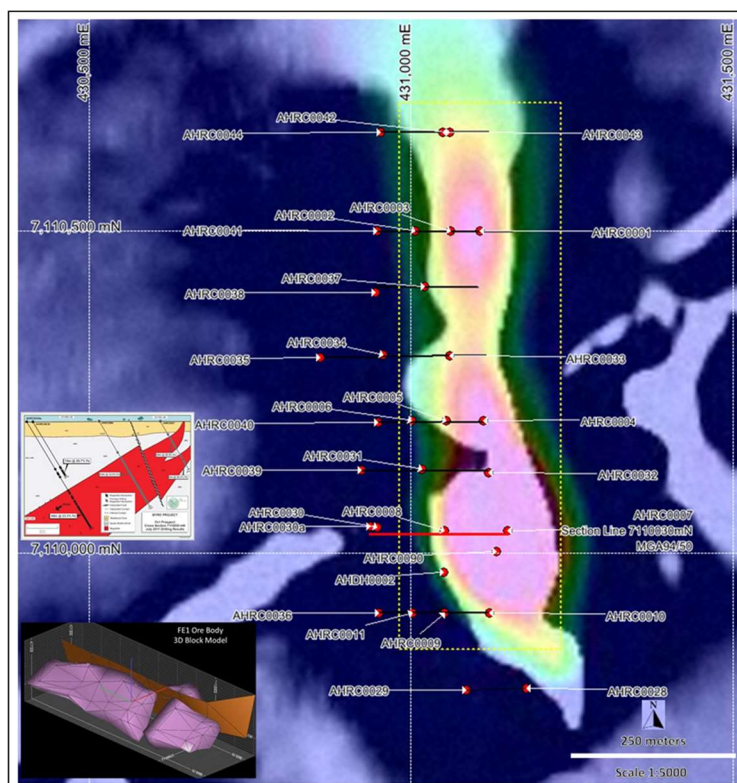 430,500 mE
431,000 mE
431,500 mE
AHRC0042
AHRC0044
AHRC0043
AHRC0003
AHRC0002
7,110,500 mN
AHRC0041
AHRC0001
AHRC0037
AHRC0038
AHRC0034
AHRC0035
AHRC0033
AHRC0005
AHRC0006
AHRC0040
AHRC0004
AHRC0031
AHRC0039
AHRC0032
AHRC0030
AHRC0008
AHRC0007
AHRC0030a
Section Line 7110030mN
7,110,000 mN
AHRC0090
MGA94/50
AHDH0002
AHRC0036
AHRC0010
AHRC0011
AHRC0009
FE1 Ore Body
3D Block Model
AHRC0029
AHRC0028
N
250 meters
Scale 1:5000